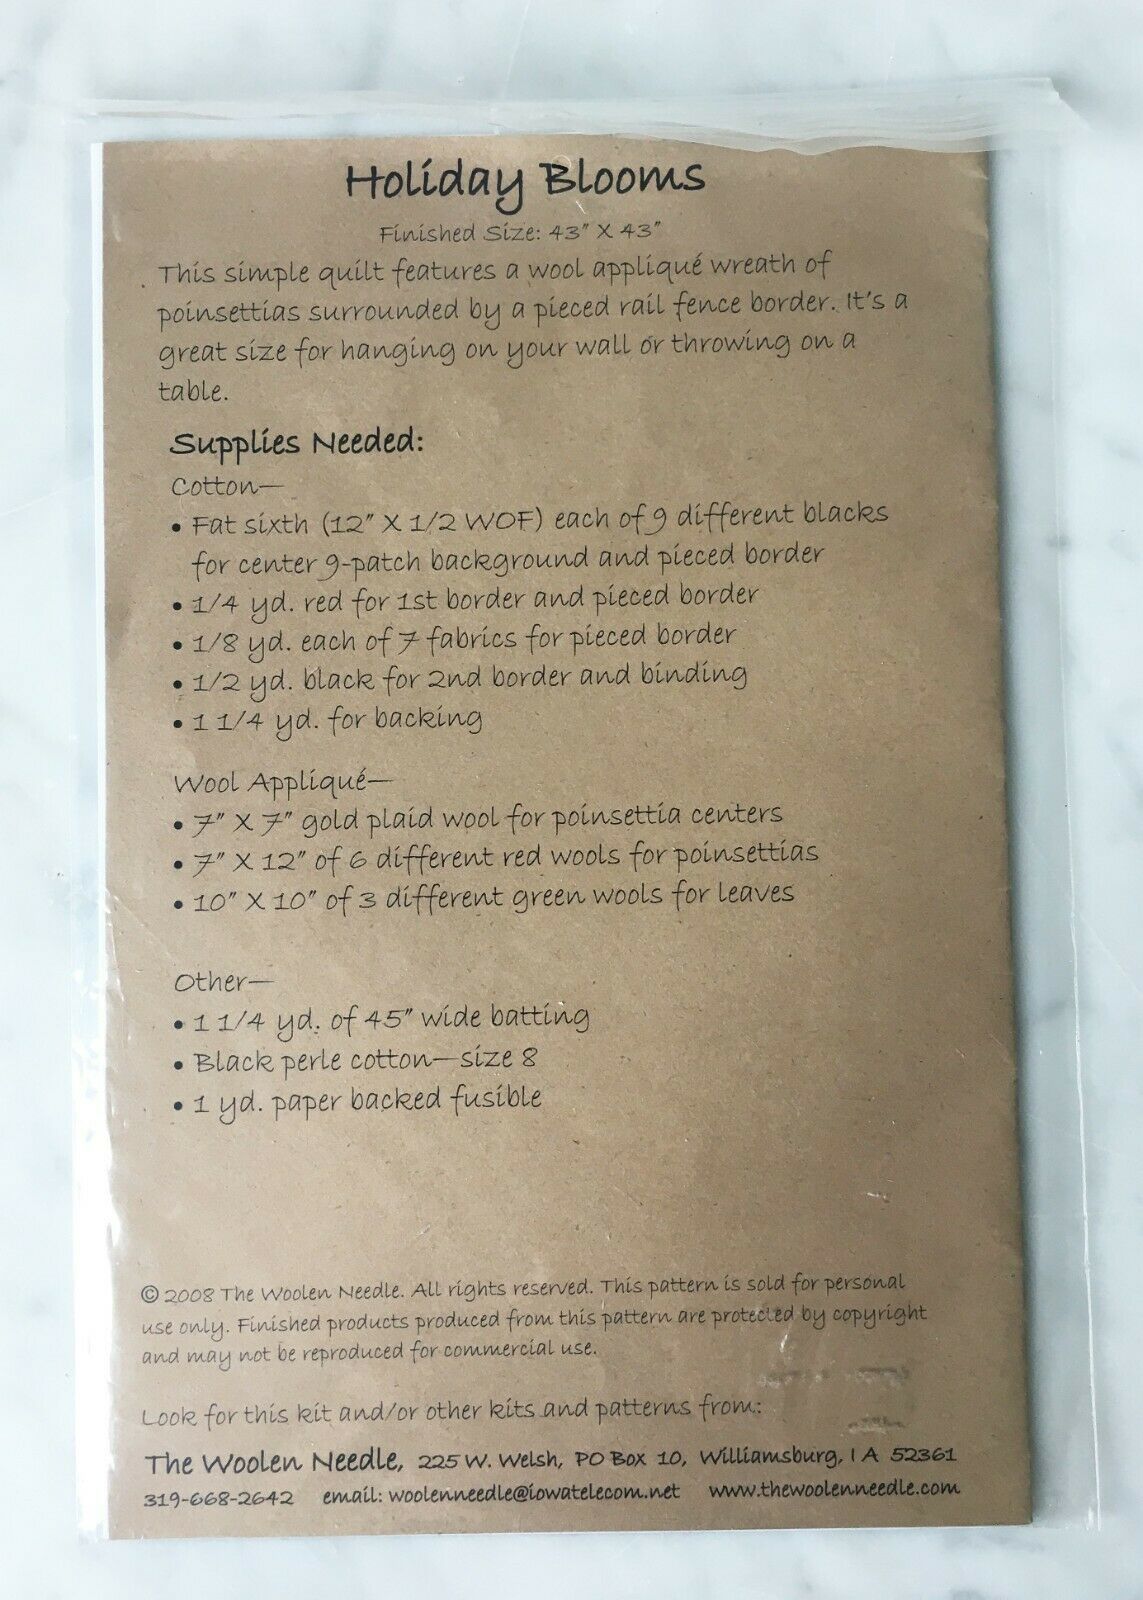 Holiday Blooms
Finished Size: 43" X 43"
This simple quilt features a wool appliqué wreath of
poinsettias surrounded by a pieced rail fence border. It's a
great size for hanging on your wall or throwing on a
table.
Supplies Needed:
Cotton—
• Fat sixth (12" X 1/2 WOF) each of 9 different blacks
for center 9-patch background and pieced border
• 1/4 yd. red for 1st border and pieced border
• 1/8 yd. each of 7 fabrics for pieced border
• 1/2 yd. black for 2nd border and binding
• 1 1/4 yd. for backing
Wool Appliqué—
• 7" X 7" gold plaid wool for poinsettia centers
• 7" X 12" of 6 different red wools for poinsettias
• 10" X 10" of 3 different green wools for leaves
Other—
• 1 1/4 yd. of 45" wide batting
• Black perle cotton—size 8
• 1 yd. paper backed fusible
© 2008 The Woolen Needle. All rights reserved. This pattern is sold for personal
use only. Finished products produced from this pattern are protected by copyright
and may not be reproduced for commercial use.
Look for this kit and/or other kits and patterns from:
The Woolen Needle, 225 W. Welsh, PO Box 10, Williamsburg, IA 52361
319-668-2642 email: woolenneedle@iowatelecom.net www.thewoolenneedle.com